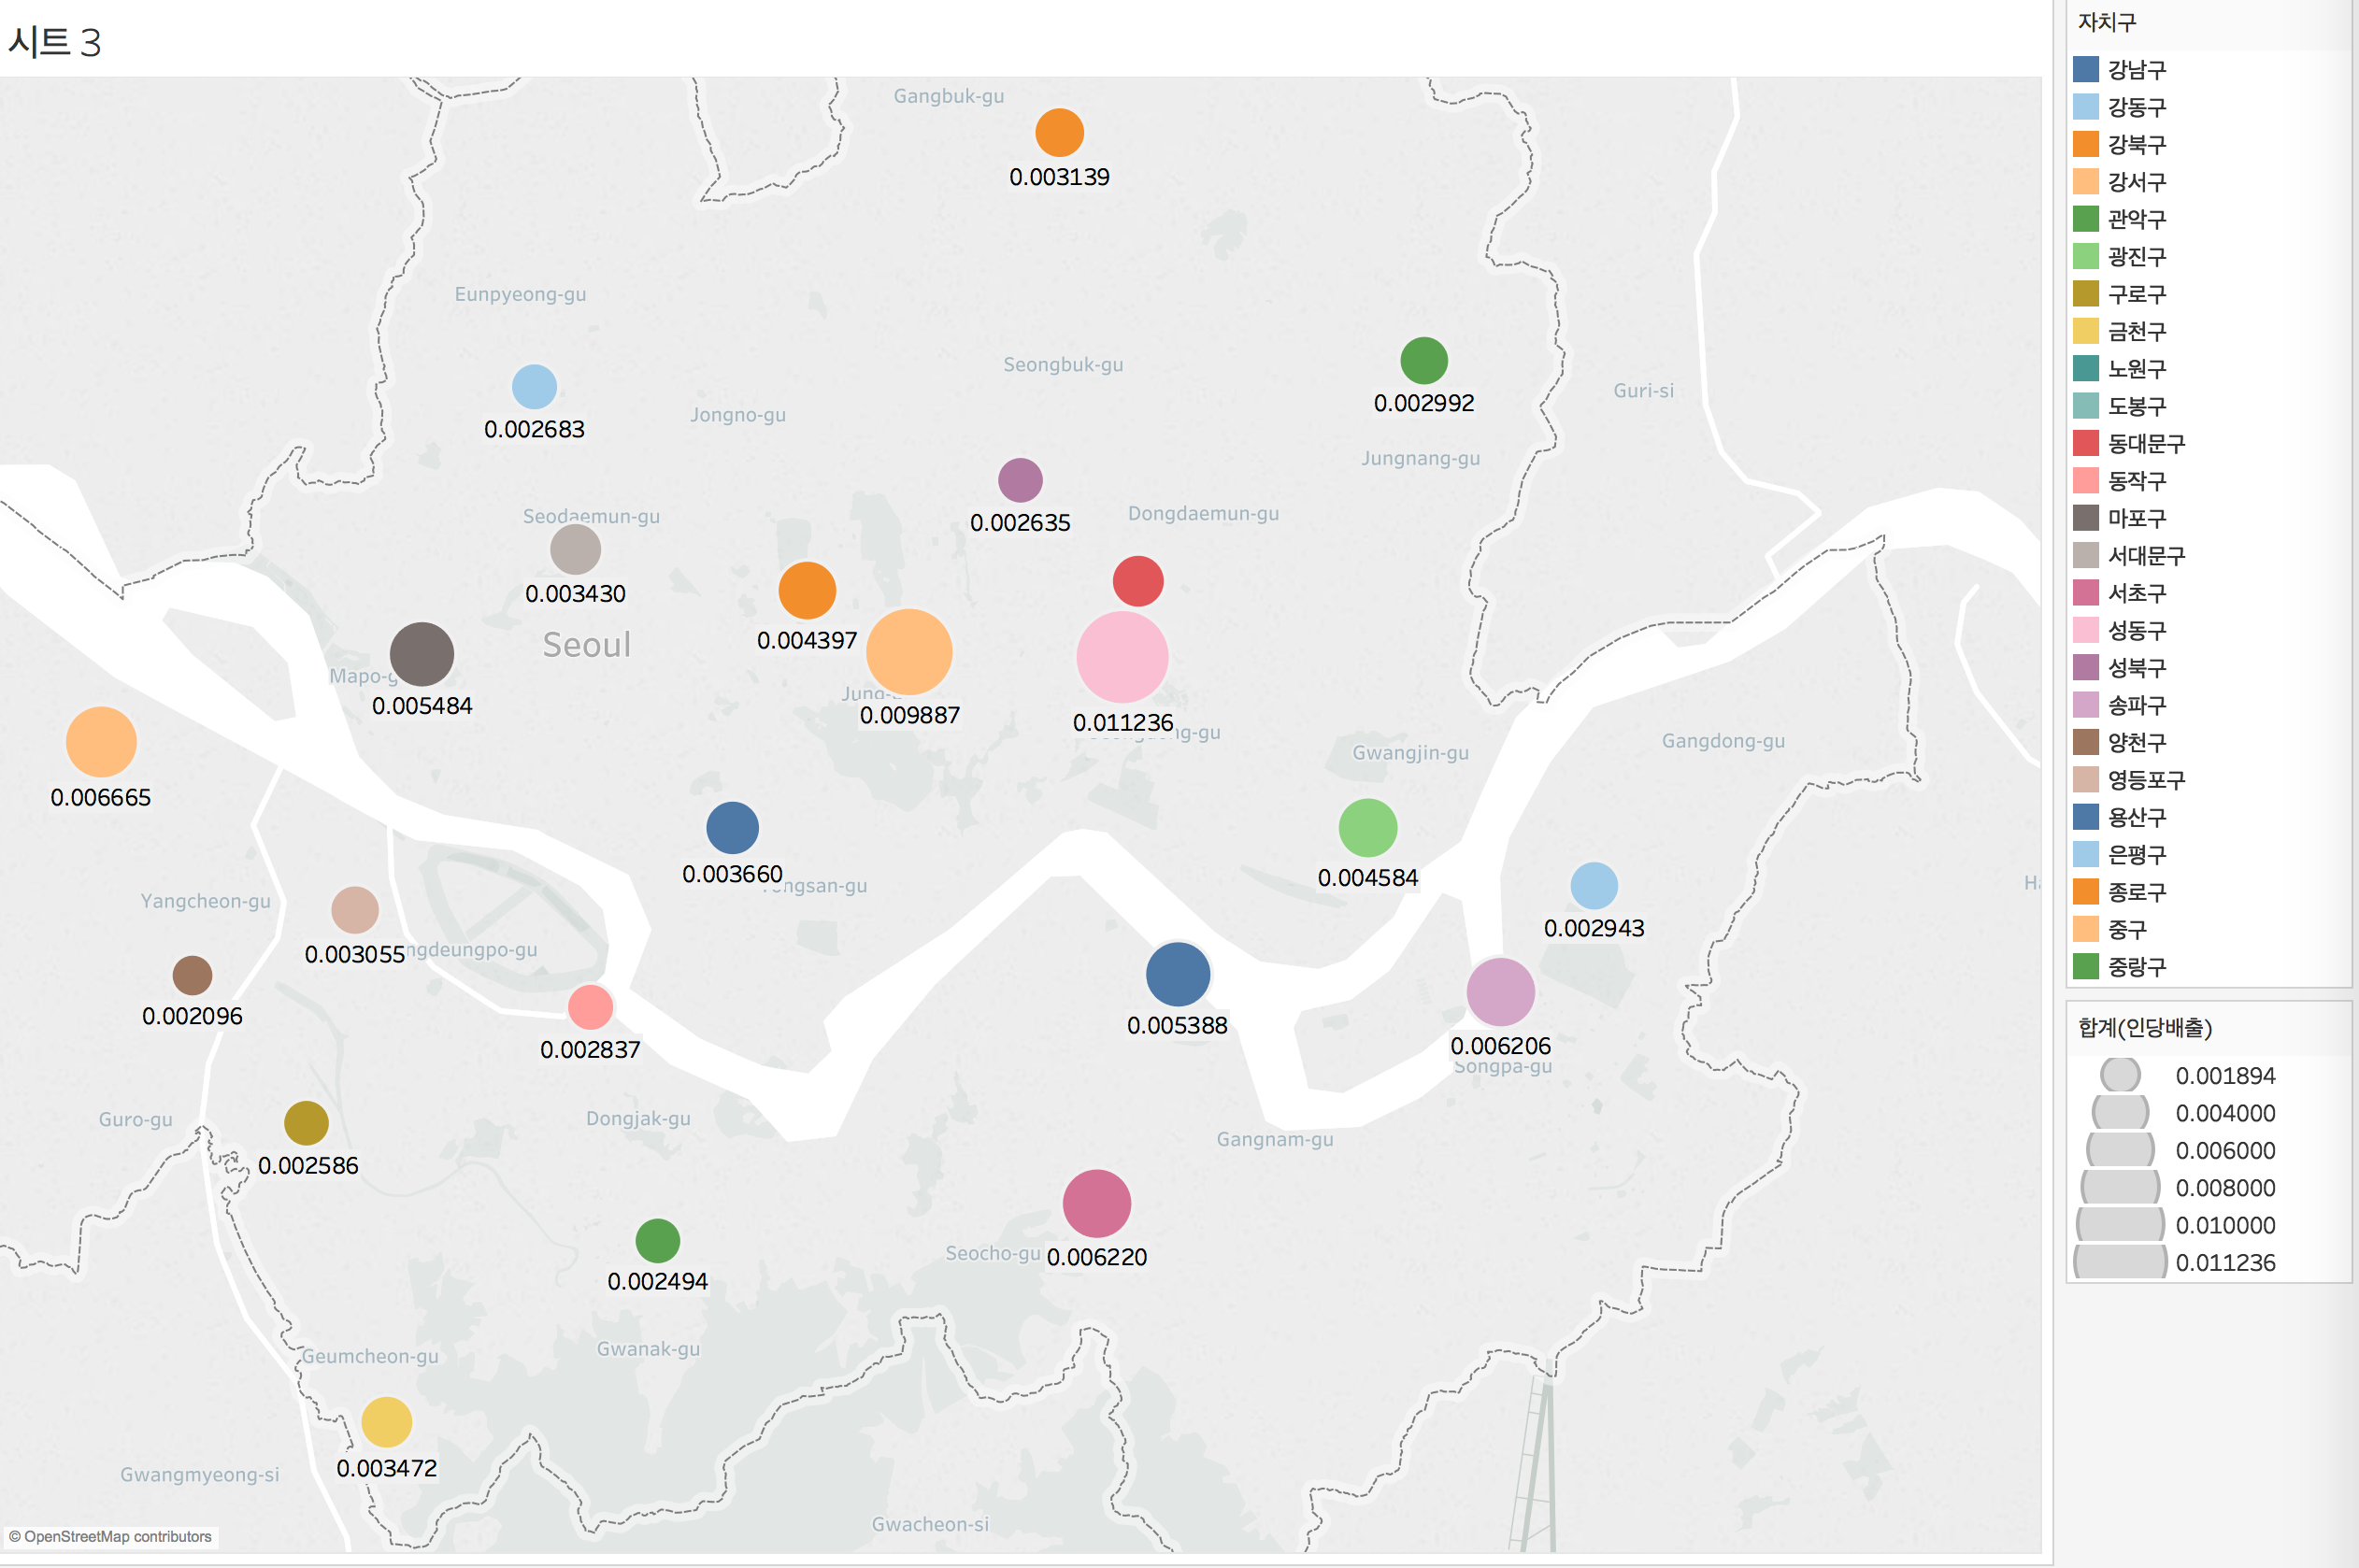 시트 3
Gangbuk-gu
0.003139
Eunpyeong-gu
Seongbuk-gu
0.002992
Guri-si
0.002683
Jongno-gu
Jungnang-gu
Seodaemun-gu
0.002635
Dongdaemun-gu
0.003430
Seoul
0.004397
Mapo-g
0.005484
Jung-
0.009887
0.011236
ng-gu
Gwangjin-gu
Gangdong-gu
0.006665
0.003660
ngsan-gu
0.004584
Yangcheon-gu
0.003055
ngdeungpo-gu
0.002943
0.002096
0.002837
0.005388
0.006206
Songpa-gu
Guro-gu
Dongjak-gu
Gangnam-gu
0.002586
0.002494
Seocho-gu
0.006220
Geumcheon-gu
Gwanak-gu
0.003472
Gwangmyeong-si
Gwacheon-si
© OpenStreetMap contributors
자치구
강남구
강동구
강북구
강서구
관악구
광진구
구로구
금천구
노원구
도봉구
동대문구
동작구
마포구
서대문구
서초구
성동구
성북구
송파구
양천구
영등포구
용산구
은평구
종로구
중구
중랑구
합계(인당배출)
0.001894
0.004000
0.006000
0.008000
0.010000
0.011236